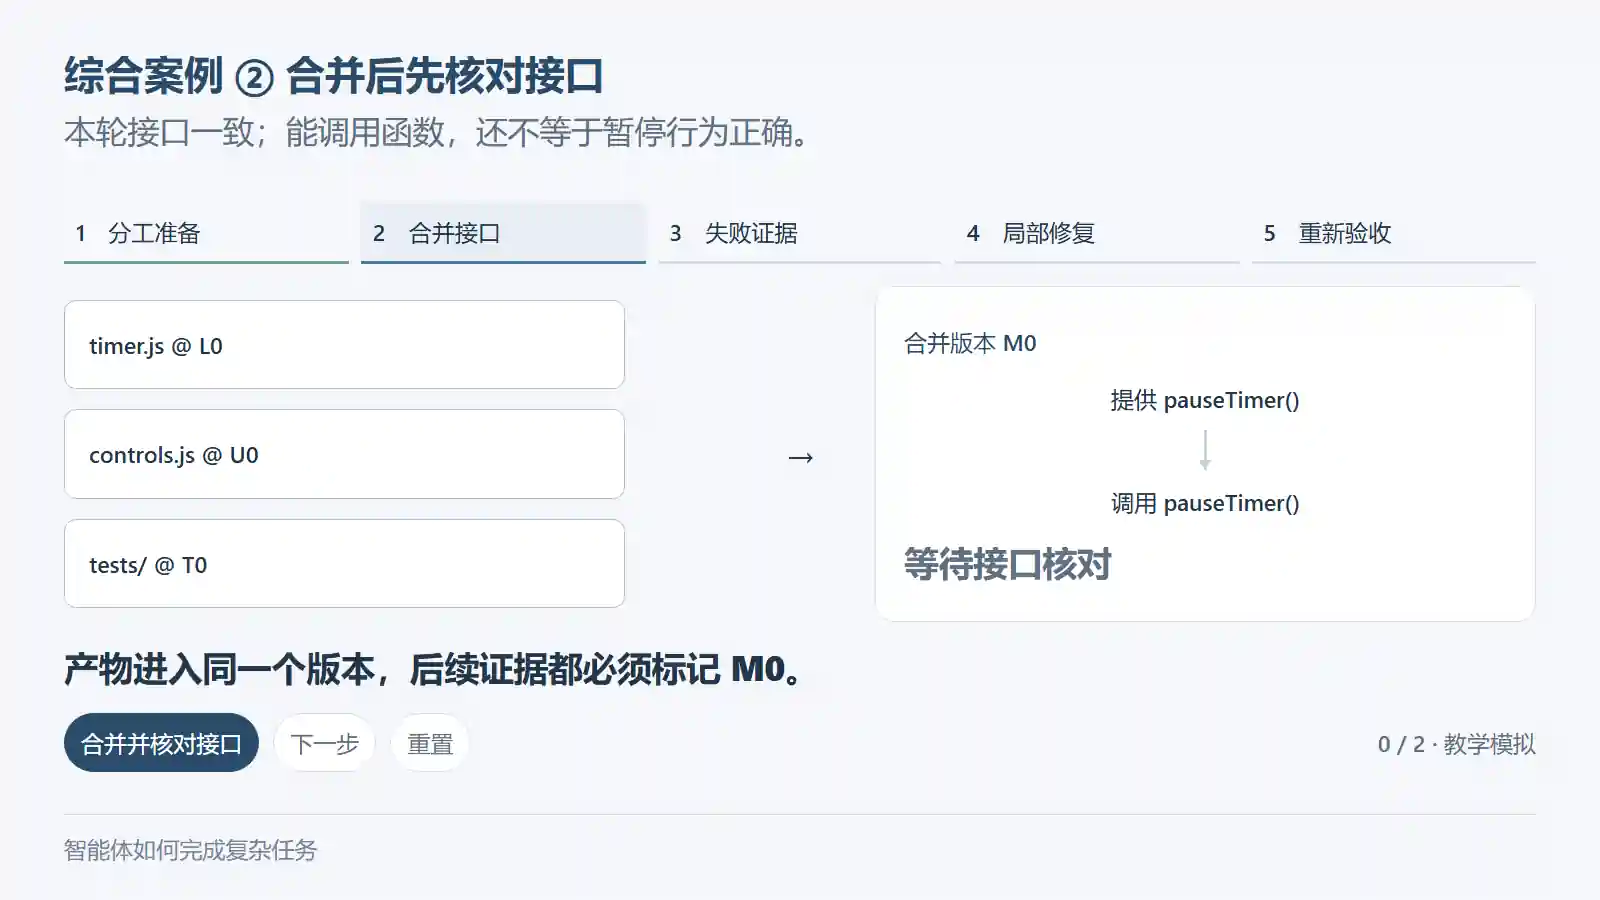 综合案例 ② 合并后先核对接口
本轮接口一致；能调用函数，还不等于暂停行为正确。
1 分工准备
2 合并接口
3 失败证据
4 局部修复
5 重新验收
timer.js @ L0
controls.js @ U0
tests/ @ T0
→
合并版本 M0
提供 pauseTimer()
调用 pauseTimer()
等待接口核对
产物进入同一个版本，后续证据都必须标记 M0。
合并并核对接口
下一步
重置
0 / 2 · 教学模拟
智能体如何完成复杂任务